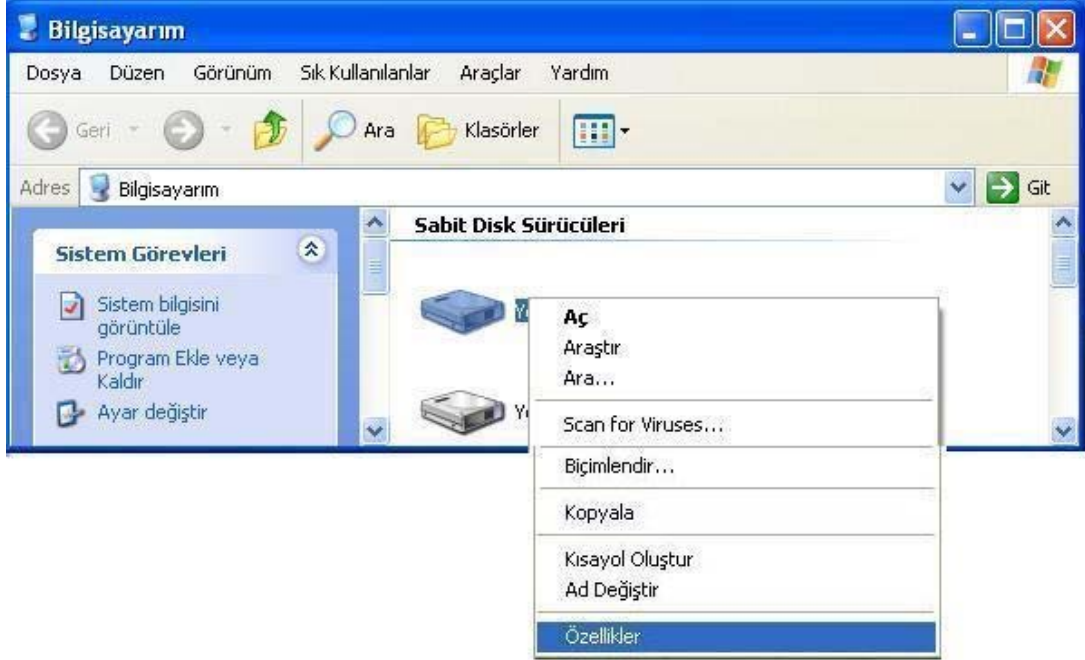 Bilgisayarım
Dosya Düzen Görünüm Sık Kullanılanlar Araçlar Yardım
Geri Ara Klasörler
Adres Bilgisayarım Git
Sistem Görevleri
Sistem bilgisini
görüntüle
Program Ekle veya
Kaldır
Ayar değiştir
Sabit Disk Sürücüleri
Aç
Araştır
Ara...
Scan for Viruses...
Biçimlendir...
Kopyala
Kısayol Oluştur
Ad Değiştir
Özellikler